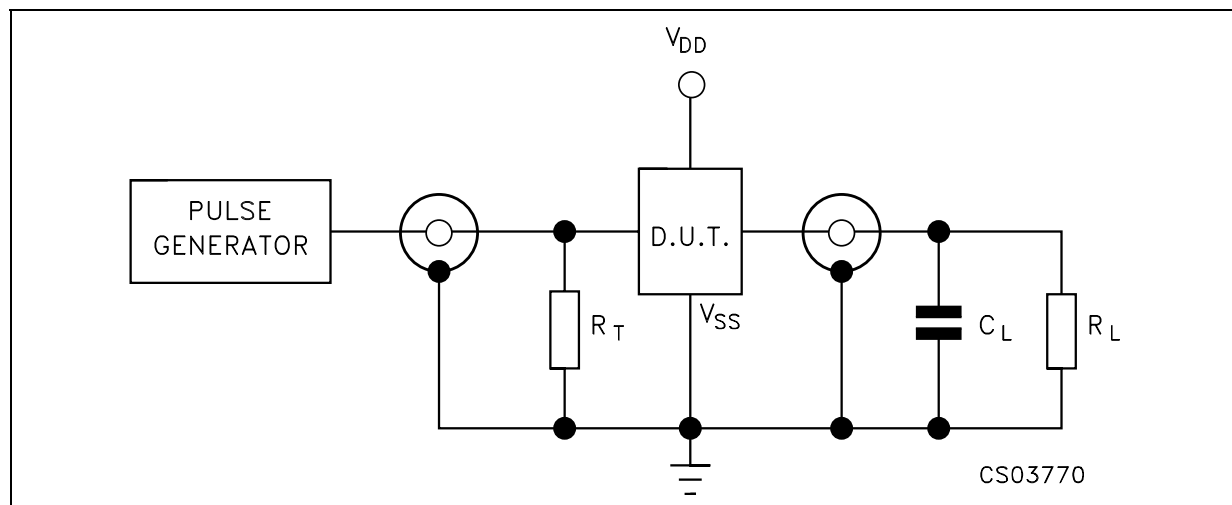 VDD
PULSE
GENERATOR
D.U.T.
VSS
RT
CL
RL
CS03770